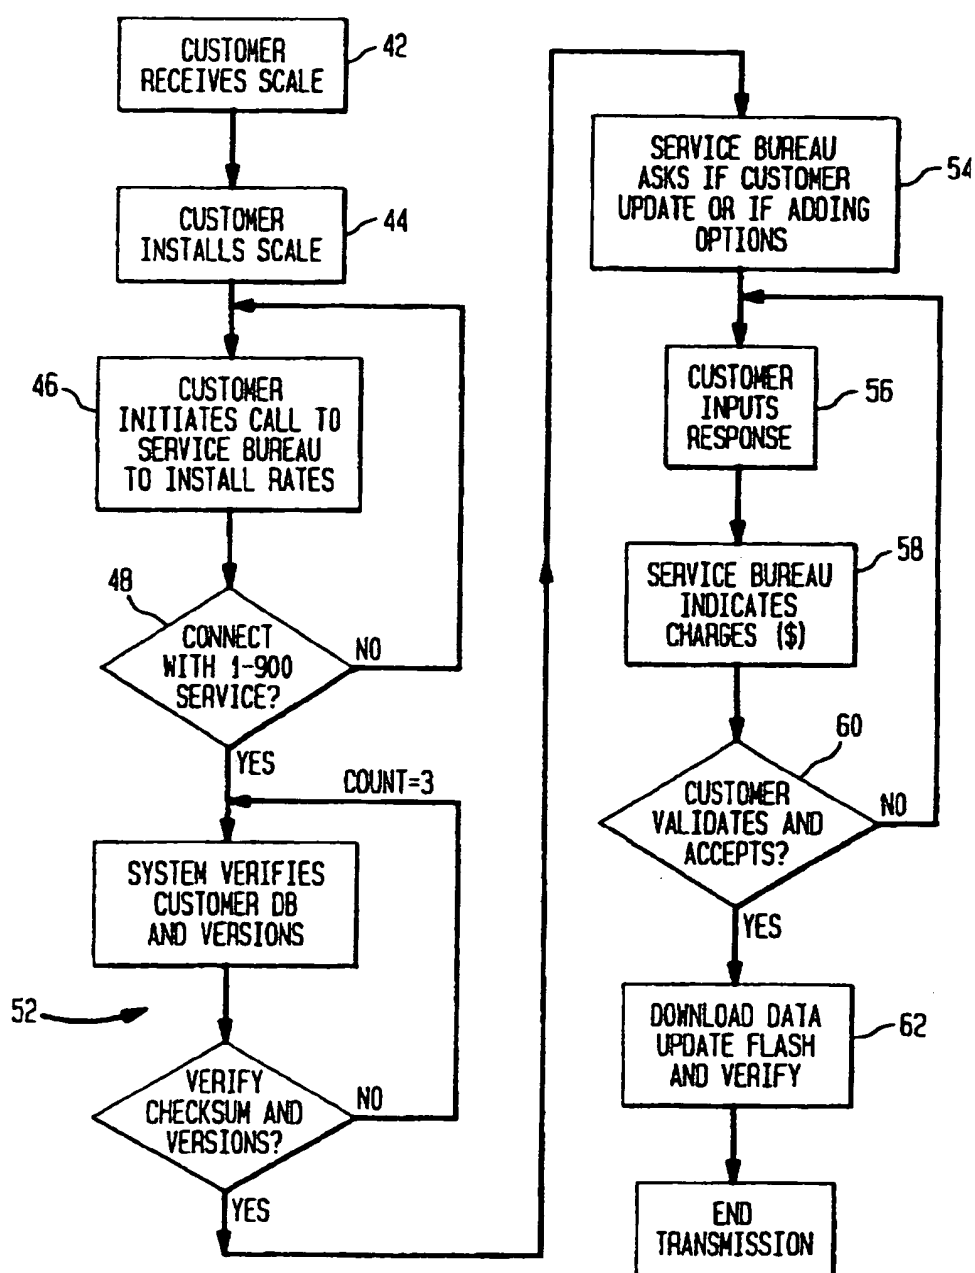 CUSTOMER
RECEIVES SCALE
42
CUSTOMER
INSTALLS SCALE
44
46
CUSTOMER
INITIATES CALL TO
SERVICE BUREAU
TO INSTALL RATES
48
CONNECT
WITH 1-900
SERVICE?
NO
YES
COUNT=3
SYSTEM VERIFIES
CUSTOMER DB
AND VERSIONS
52
VERIFY
CHECKSUM AND
VERSIONS?
NO
YES
SERVICE BUREAU
ASKS IF CUSTOMER
UPDATE OR IF ADDING
OPTIONS
54
CUSTOMER
INPUTS
RESPONSE
56
SERVICE BUREAU
INDICATES
CHARGES ($)
58
60
CUSTOMER
VALIDATES AND
ACCEPTS?
NO
YES
DOWNLOAD DATA
UPDATE FLASH
AND VERIFY
62
END
TRANSMISSION